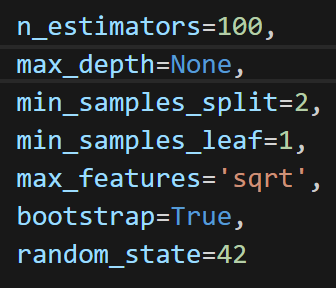 n_estimators=100,
max_depth=None,
min_samples_split=2,
min_samples_leaf=1,
max_features='sqrt',
bootstrap=True,
random_state=42